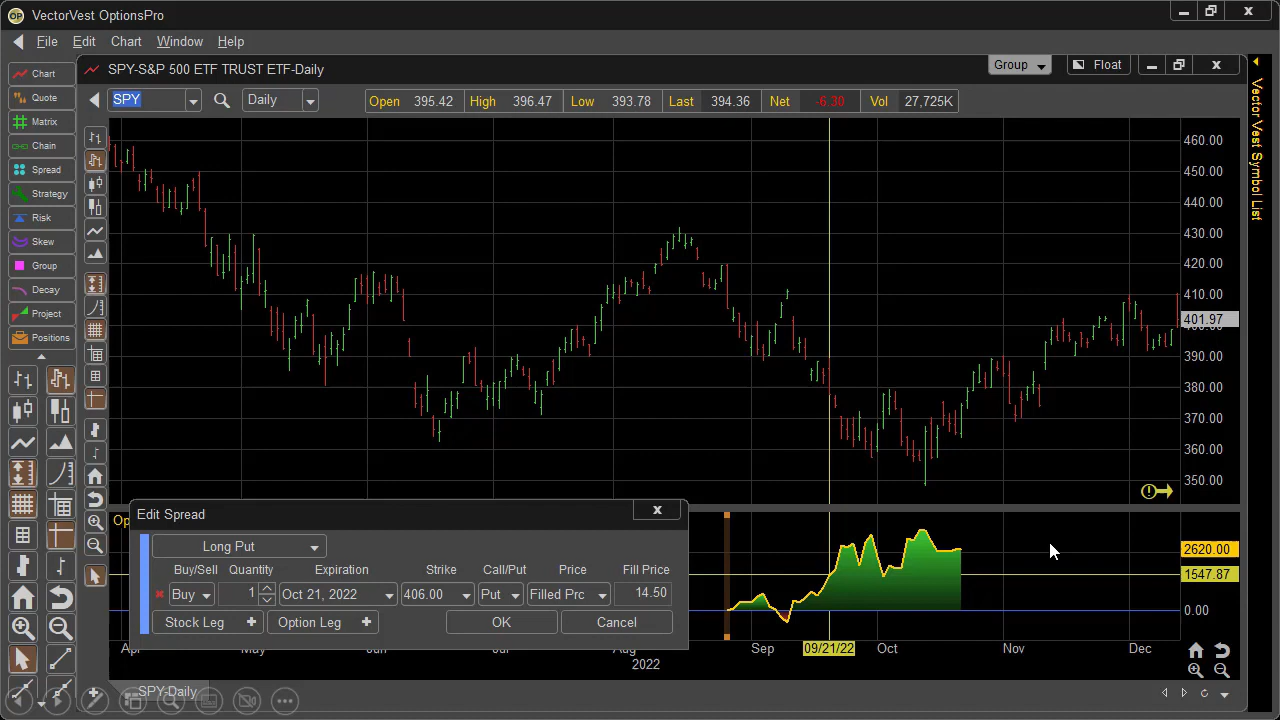 OP VectorVest OptionsPro
File Edit Chart Window Help
SPY-S&P 500 ETF TRUST ETF-Daily Group Float
SPY Daily Open 395.42 High 396.47 Low 393.78 Last 394.36 Net -6.30 Vol 27,725K
Chart
Quote
Matrix
Chain
Spread
Strategy
Risk
Skew
Group
Decay
Project
Positions
460.00
450.00
440.00
430.00
420.00
410.00
401.97
390.00
380.00
370.00
360.00
350.00
Vector Vest Symbol List
Op
Edit Spread
Long Put
Buy/Sell Quantity Expiration Strike Call/Put Price Fill Price
Buy 1 Oct 21, 2022 406.00 Put Filled Prc 14.50
Stock Leg + Option Leg + OK Cancel
2620.00
1547.87
0.00
Apr May Jun Jul Aug Sep 09/21/22 Oct Nov Dec
2022
SPY-Daily